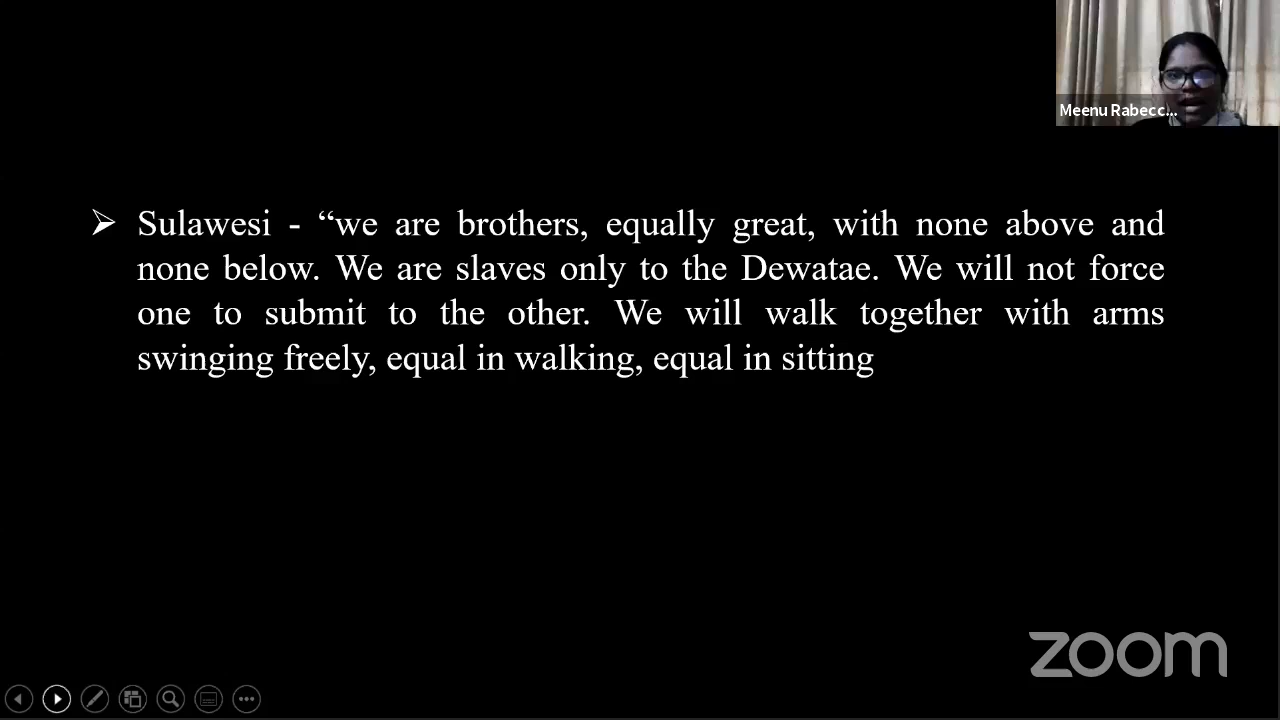 Meenu Rabecc...
Sulawesi - “we are brothers, equally great, with none above and
none below. We are slaves only to the Dewatae. We will not force
one to submit to the other. We will walk together with arms
swinging freely, equal in walking, equal in sitting
zoom